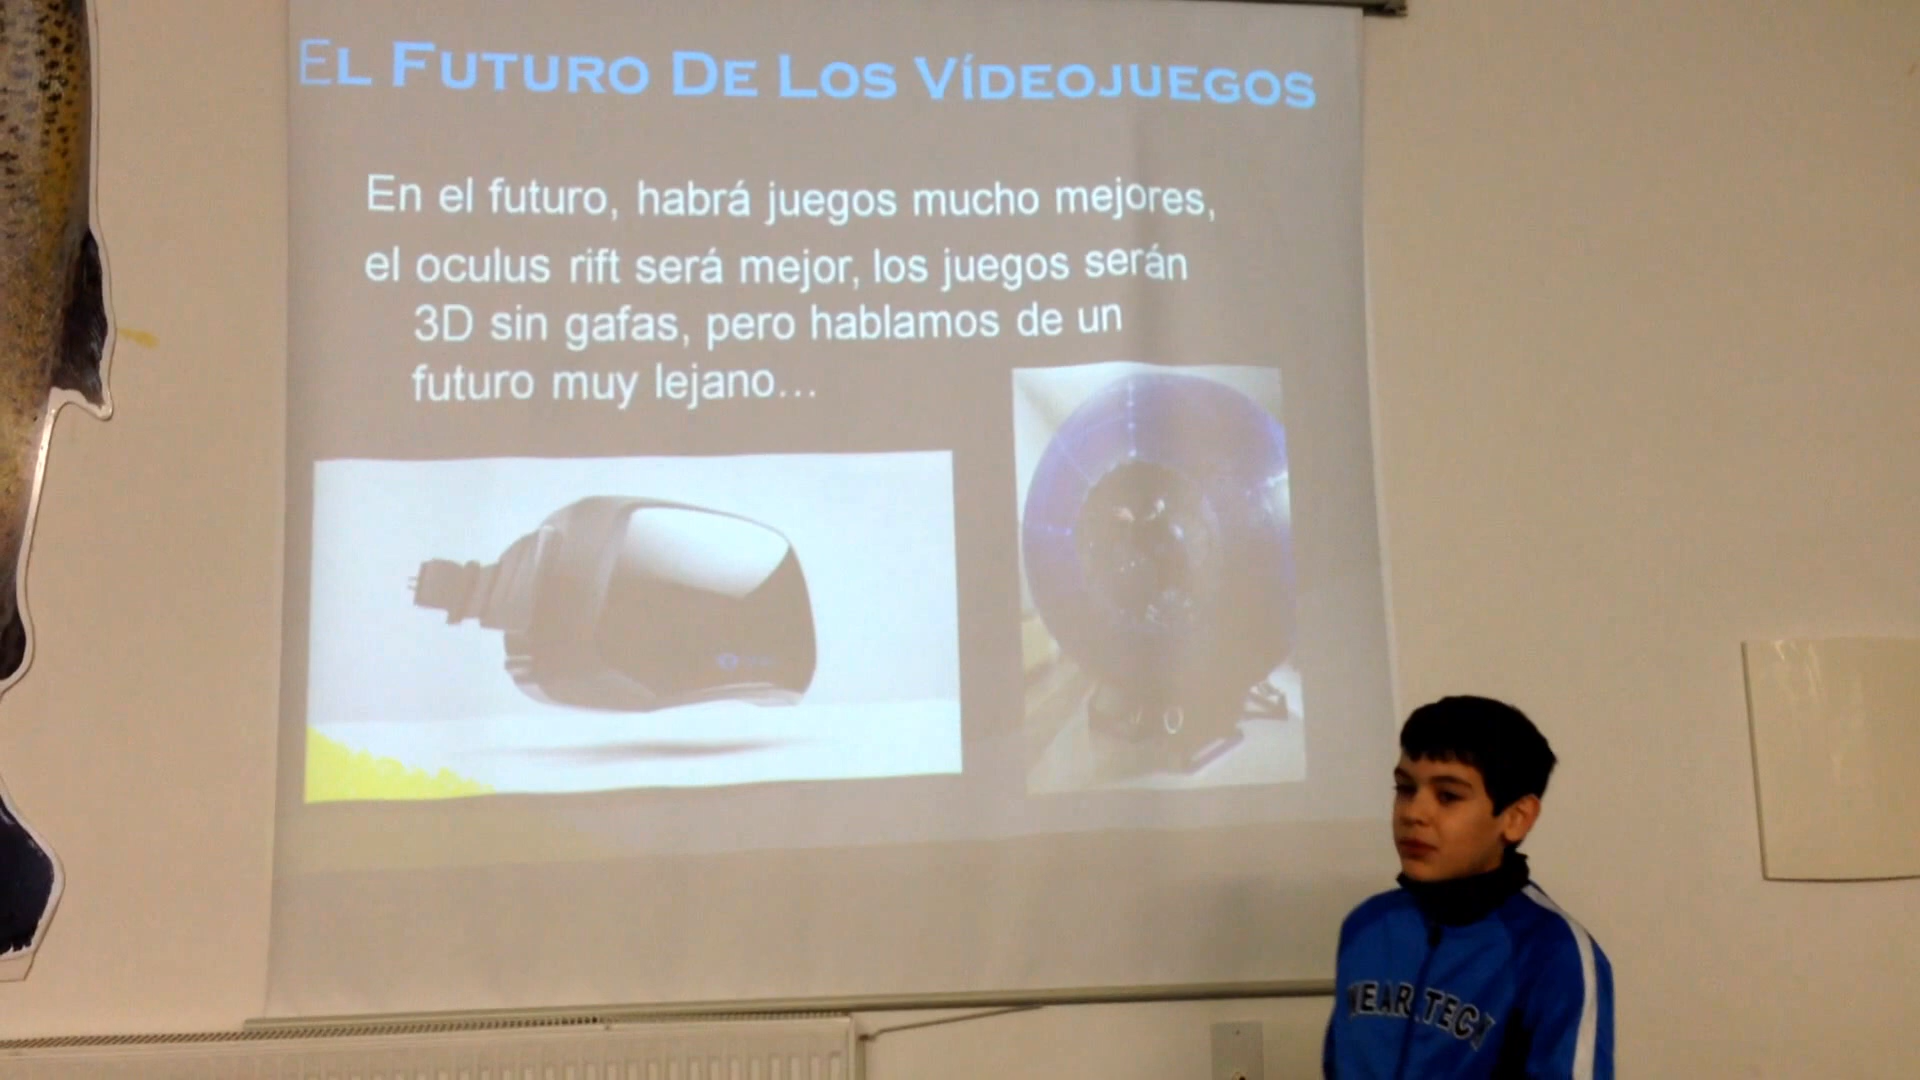 El Futuro De Los Vídeojuegos
En el futuro, habrá juegos mucho mejores,
el oculus rift será mejor, los juegos serán
3D sin gafas, pero hablamos de un
futuro muy lejano...